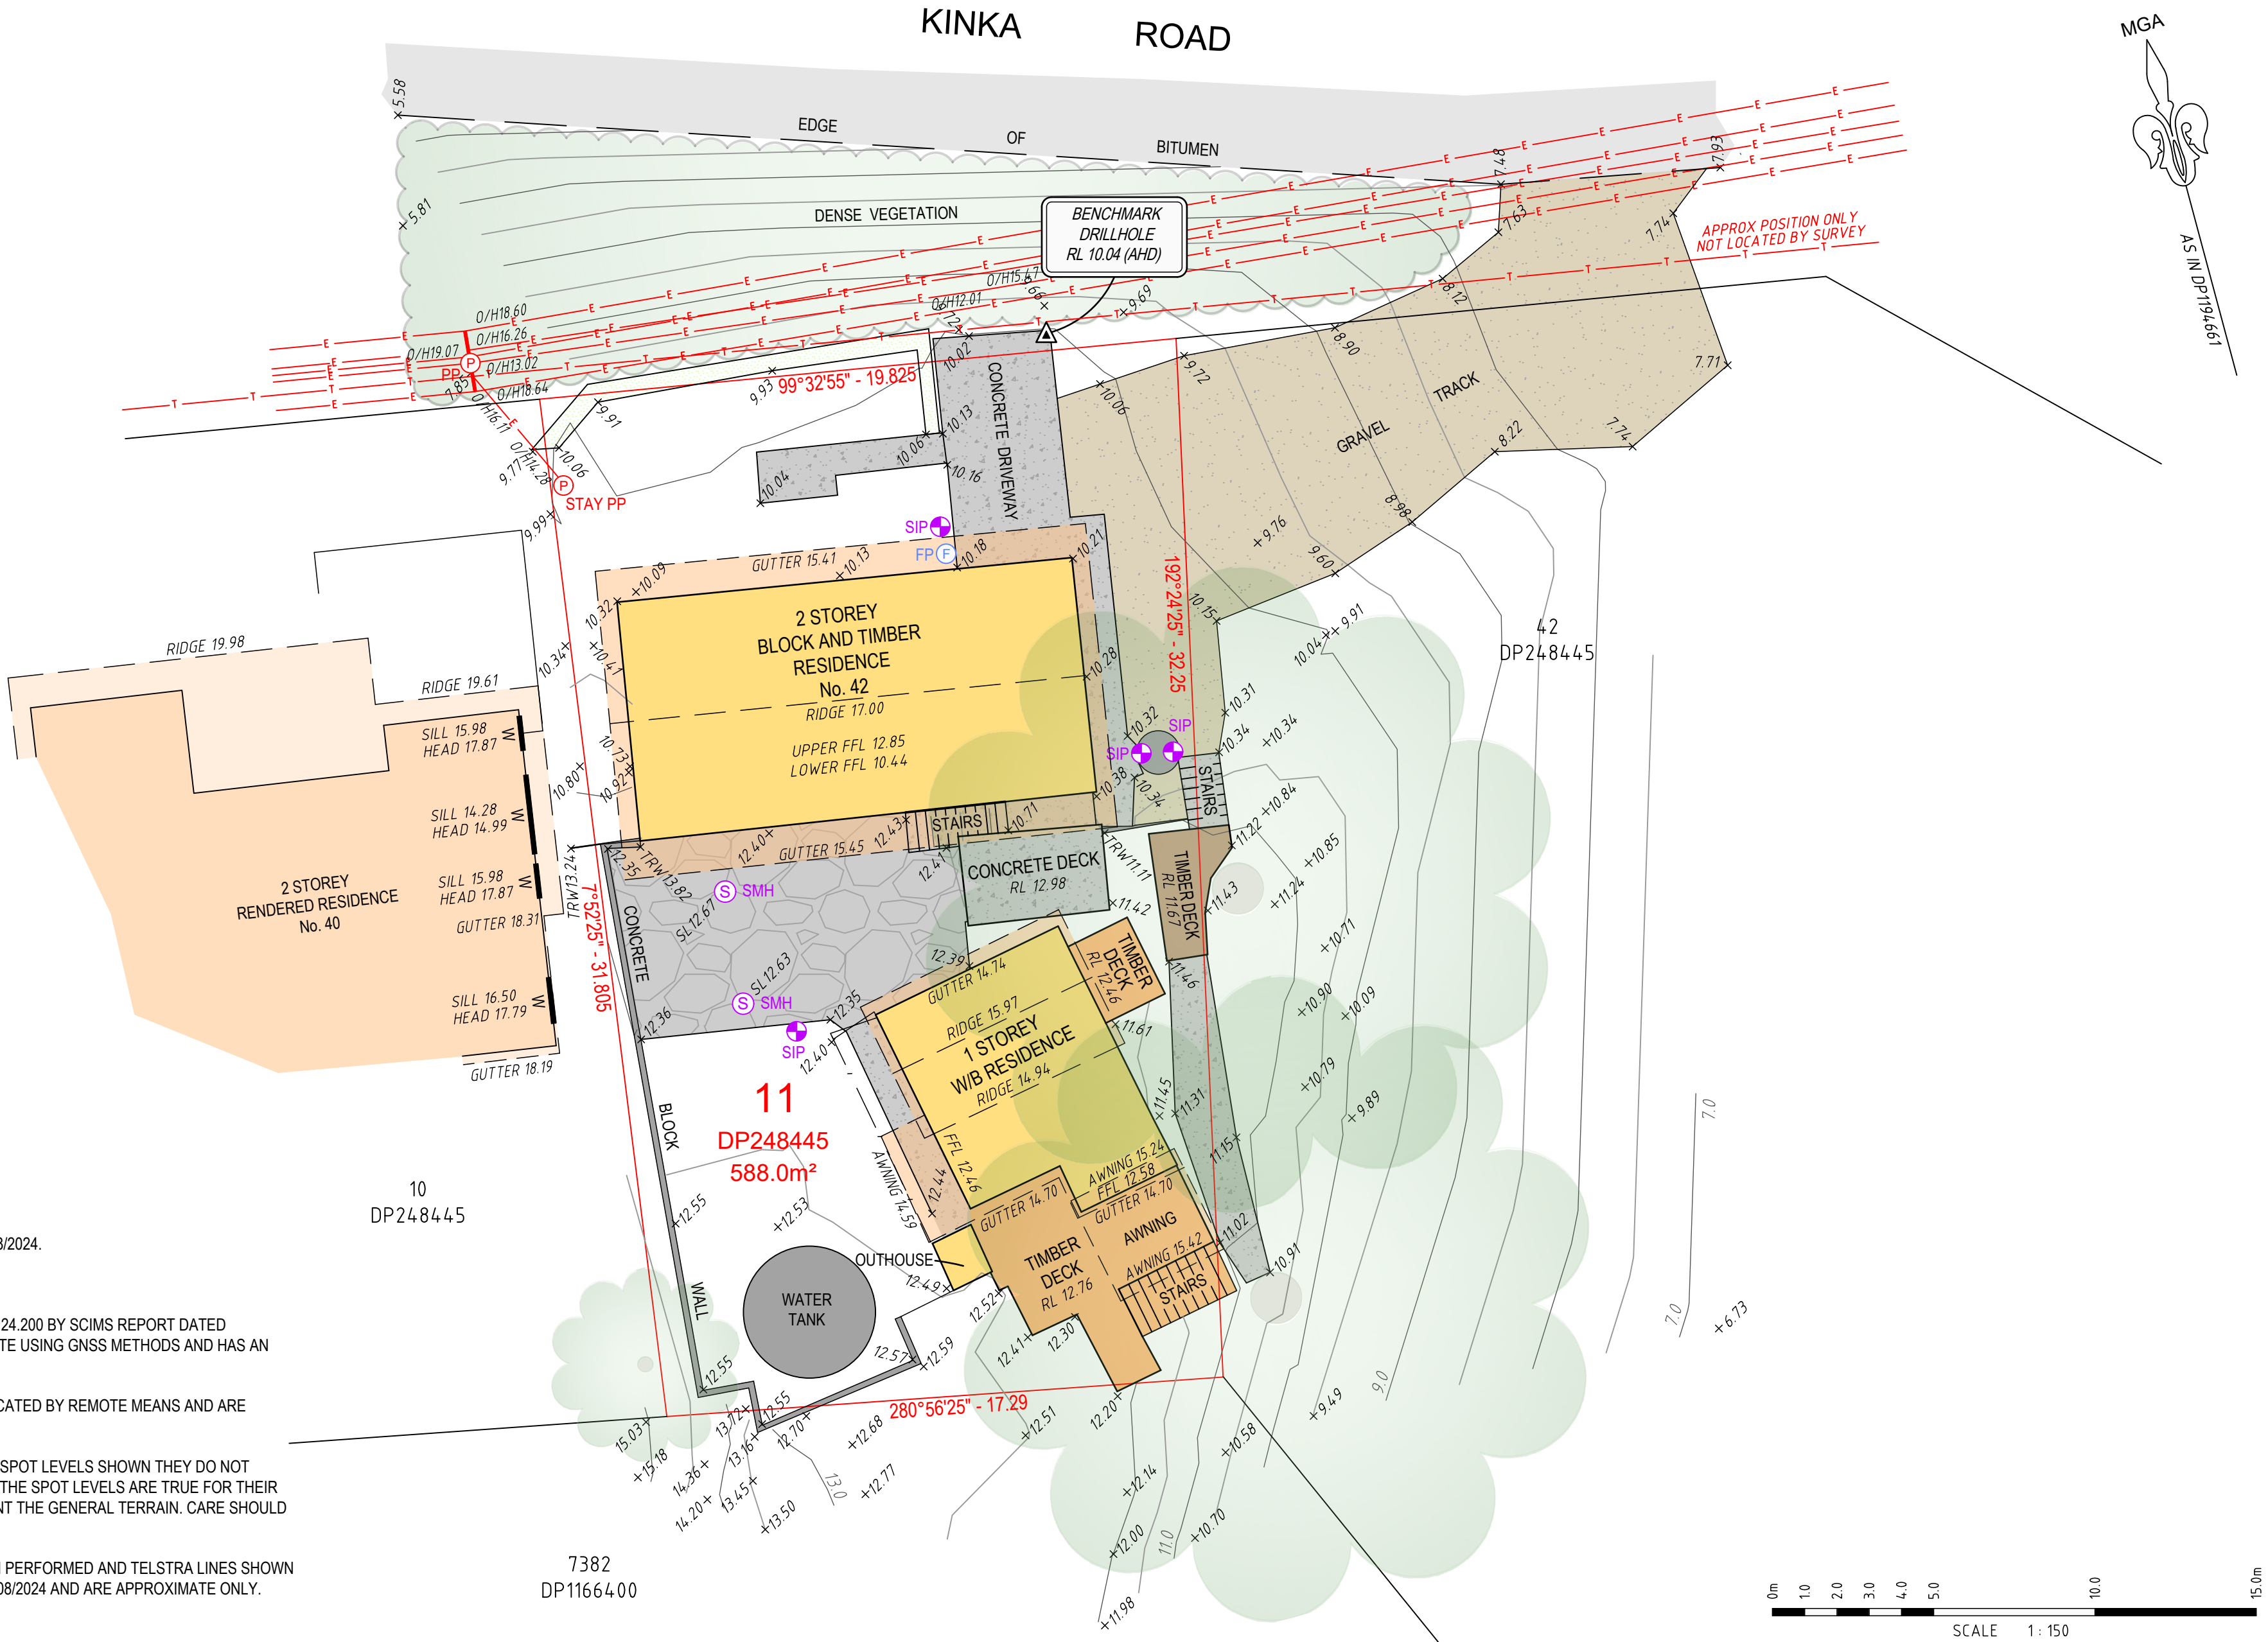 KINKA ROAD
MGA
AS IN DP1194661
5.58
EDGE OF BITUMEN
7.48
7.93
5.81
DENSE VEGETATION
BENCHMARK
DRILLHOLE
RL 10.04 (AHD)
7.63
7.74
APPROX POSITION ONLY
NOT LOCATED BY SURVEY
8.12
O/H15.47
9.66
9.69
O/H12.01
9.72
O/H18.60
O/H16.26
O/H19.07
PP
P
O/H13.02
7.85
O/H18.64
O/H16.11
O/H14.28
9.77
10.06
9.91
9.93
99°32'55" - 19.825
10.02
8.90
9.72
10.06
7.71
TRACK
GRAVEL
8.22
7.74
8.98
CONCRETE DRIVEWAY
10.13
10.06
10.16
10.04
P
STAY PP
9.99
SIP
FP F
10.18
10.21
9.76
9.60
GUTTER 15.41
10.13
10.09
10.32
192°24'25" - 32.25
10.15
2 STOREY
BLOCK AND TIMBER
RESIDENCE
No. 42
RIDGE 17.00
UPPER FFL 12.85
LOWER FFL 10.44
10.34
10.41
10.28
10.04
9.91
42
DP248445
RIDGE 19.98
RIDGE 19.61
SILL 15.98
HEAD 17.87
W
10.73
10.80
10.92
10.32
SIP
SIP
10.31
10.34
10.34
10.38
10.34
STAIRS
10.84
SILL 14.28
HEAD 14.99
W
12.43
STAIRS
10.71
12.40
GUTTER 15.45
12.41
TRW13.24
12.35
TRW13.82
CONCRETE DECK
RL 12.98
TRW11.11
11.22
10.85
TIMBER DECK
RL 11.67
11.43
11.24
11.42
2 STOREY
RENDERED RESIDENCE
No. 40
SILL 15.98
HEAD 17.87
W
GUTTER 18.31
S SMH
SL12.67
CONCRETE
7°52'25" - 31.805
SL12.63
S SMH
12.39
GUTTER 14.74
TIMBER
DECK
RL 12.46
11.46
10.71
SILL 16.50
HEAD 17.79
W
GUTTER 18.19
12.36
SIP
12.35
12.40
RIDGE 15.97
1 STOREY
W/B RESIDENCE
RIDGE 14.94
11.61
10.90
10.09
10.79
9.89
11.45
11.31
11.15
7.0
11
DP248445
588.0m²
BLOCK
FFL 12.46
AWNING 14.59
12.44
AWNING 15.24
FFL 12.58
GUTTER 14.70
GUTTER 14.70
AWNING
AWNING 15.42
STAIRS
11.02
10.91
10
DP248445
12.55
12.53
OUTHOUSE
12.49
TIMBER
DECK
RL 12.76
12.52
12.41
12.30
WALL
WATER
TANK
12.57
12.59
12.55
12.55
280°56'25" - 17.29
12.20
7.0
6.73
9.0
9.49
15.03
15.18
13.72
13.16
14.36
14.20
13.45
13.50
12.70
12.68
13.0
12.77
12.51
12.14
10.58
12.00
11.0
10.70
11.98
3/2024.
24.200 BY SCIMS REPORT DATED
TE USING GNSS METHODS AND HAS AN
CATED BY REMOTE MEANS AND ARE
SPOT LEVELS SHOWN THEY DO NOT
THE SPOT LEVELS ARE TRUE FOR THEIR
NT THE GENERAL TERRAIN. CARE SHOULD
PERFORMED AND TELSTRA LINES SHOWN
08/2024 AND ARE APPROXIMATE ONLY.
7382
DP1166400
0m 1.0 2.0 3.0 4.0 5.0 10.0 15.0m
SCALE 1 : 150